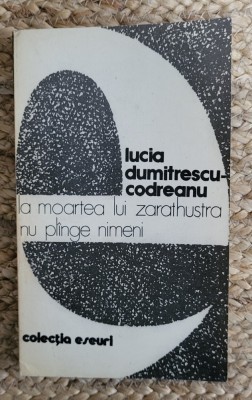 lucia
dumitrescu-
codreanu
la moartea lui zarathustra
nu plînge nimeni
colecția eseuri